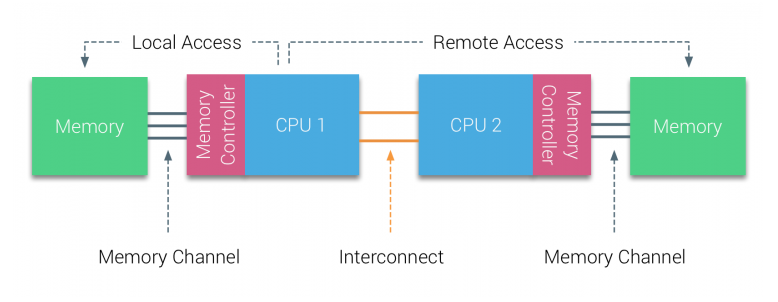 Local Access
Remote Access
Memory
Memory
Controller
CPU 1
CPU 2
Memory
Controller
Memory
Memory Channel
Interconnect
Memory Channel